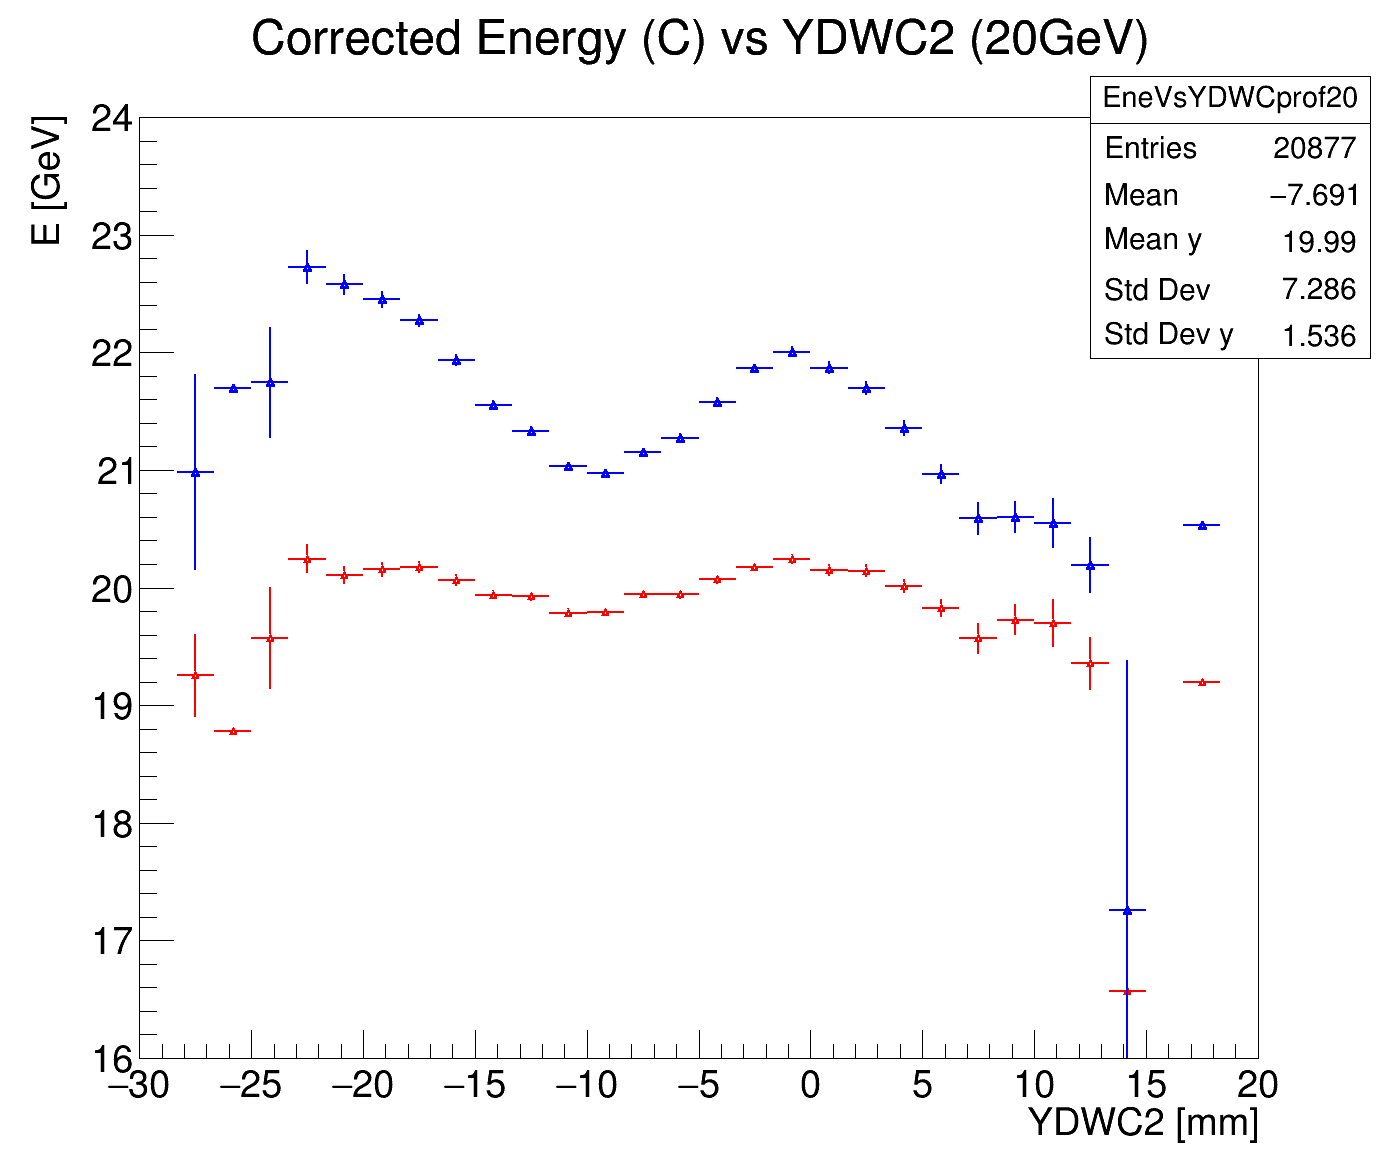 Corrected Energy (C) vs YDWC2 (20GeV)
EneVsYDWCprof20
Entries 20877
Mean −7.691
Mean y 19.99
Std Dev 7.286
Std Dev y 1.536
E [GeV]
24
23
22
21
20
19
18
17
16
−30 −25 −20 −15 −10 −5 0 5 10 15 20
YDWC2 [mm]